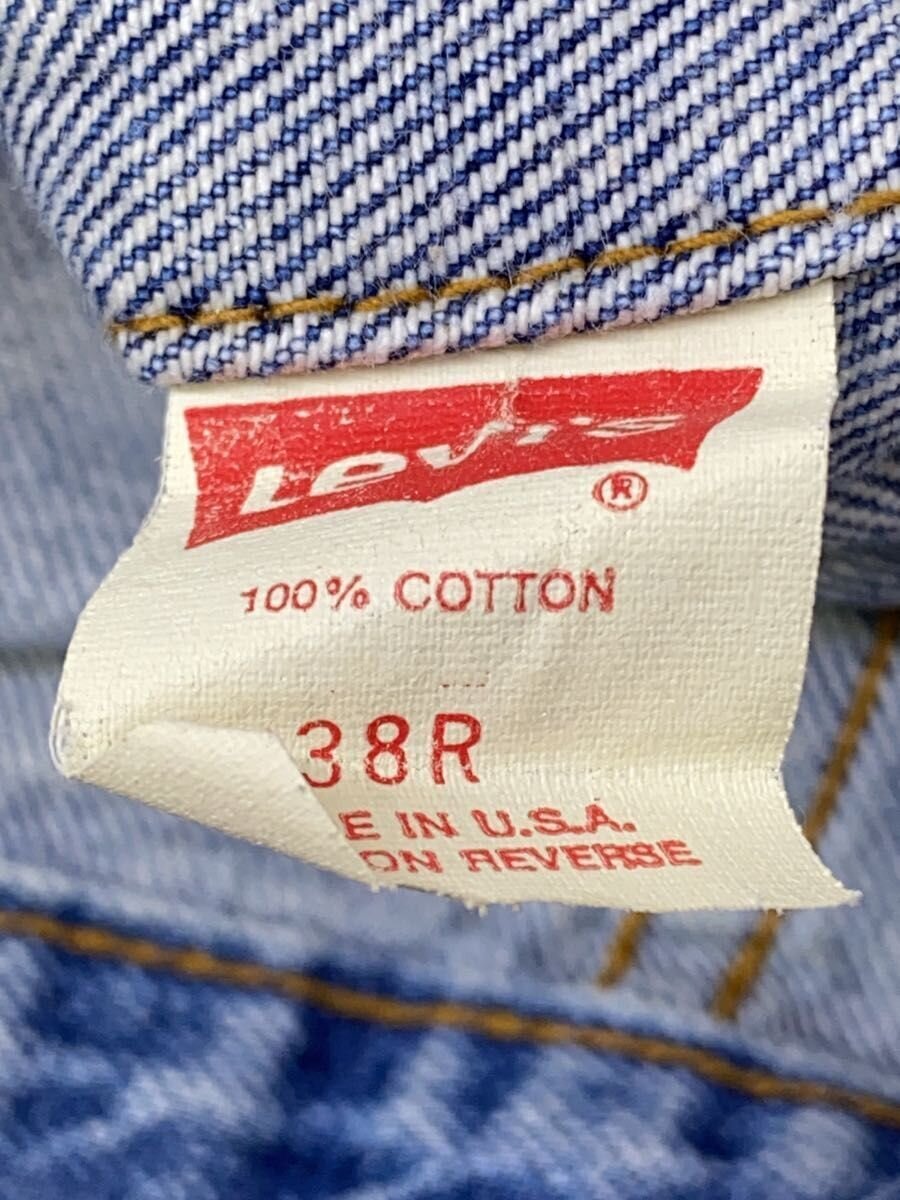 Levi's
®
100% COTTON
38R
E IN U.S.A.
ON REVERSE